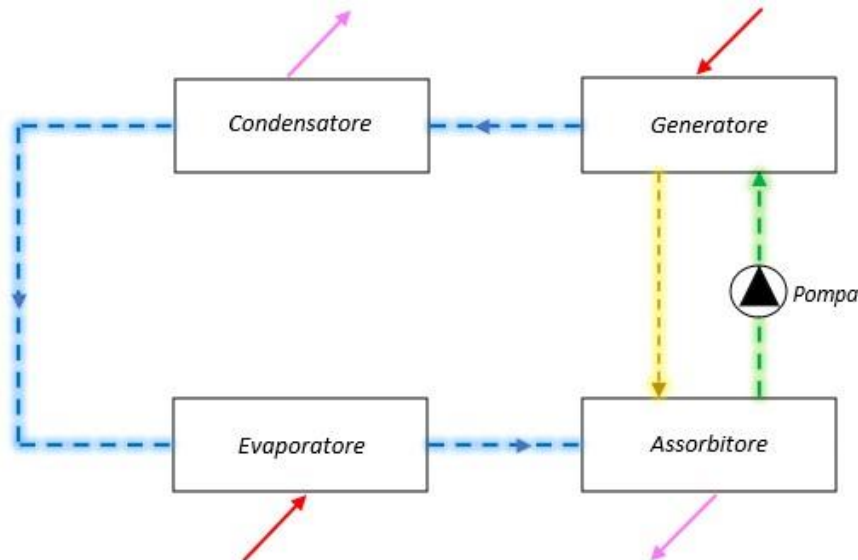 Condensatore
Generatore
Pompa
Evaporatore
Assorbitore